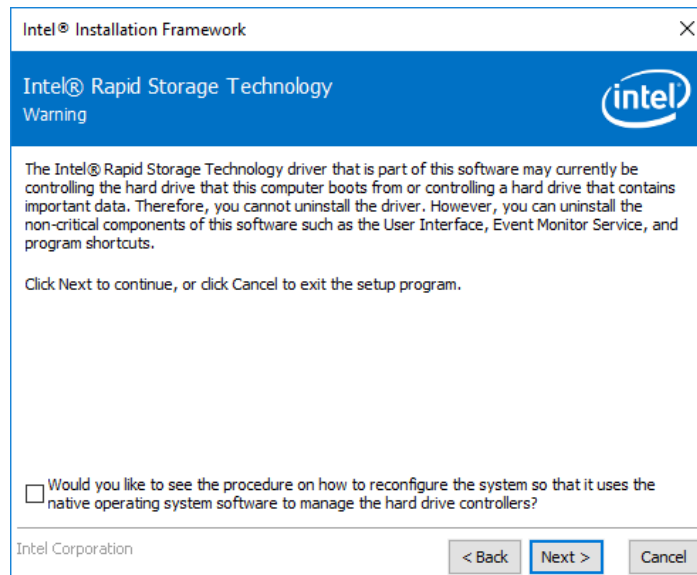 Intel® Installation Framework
Intel® Rapid Storage Technology
Warning
intel
The Intel® Rapid Storage Technology driver that is part of this software may currently be
controlling the hard drive that this computer boots from or controlling a hard drive that contains
important data. Therefore, you cannot uninstall the driver. However, you can uninstall the
non-critical components of this software such as the User Interface, Event Monitor Service, and
program shortcuts.
Click Next to continue, or click Cancel to exit the setup program.
Would you like to see the procedure on how to reconfigure the system so that it uses the
native operating system software to manage the hard drive controllers?
Intel Corporation
< Back Next > Cancel